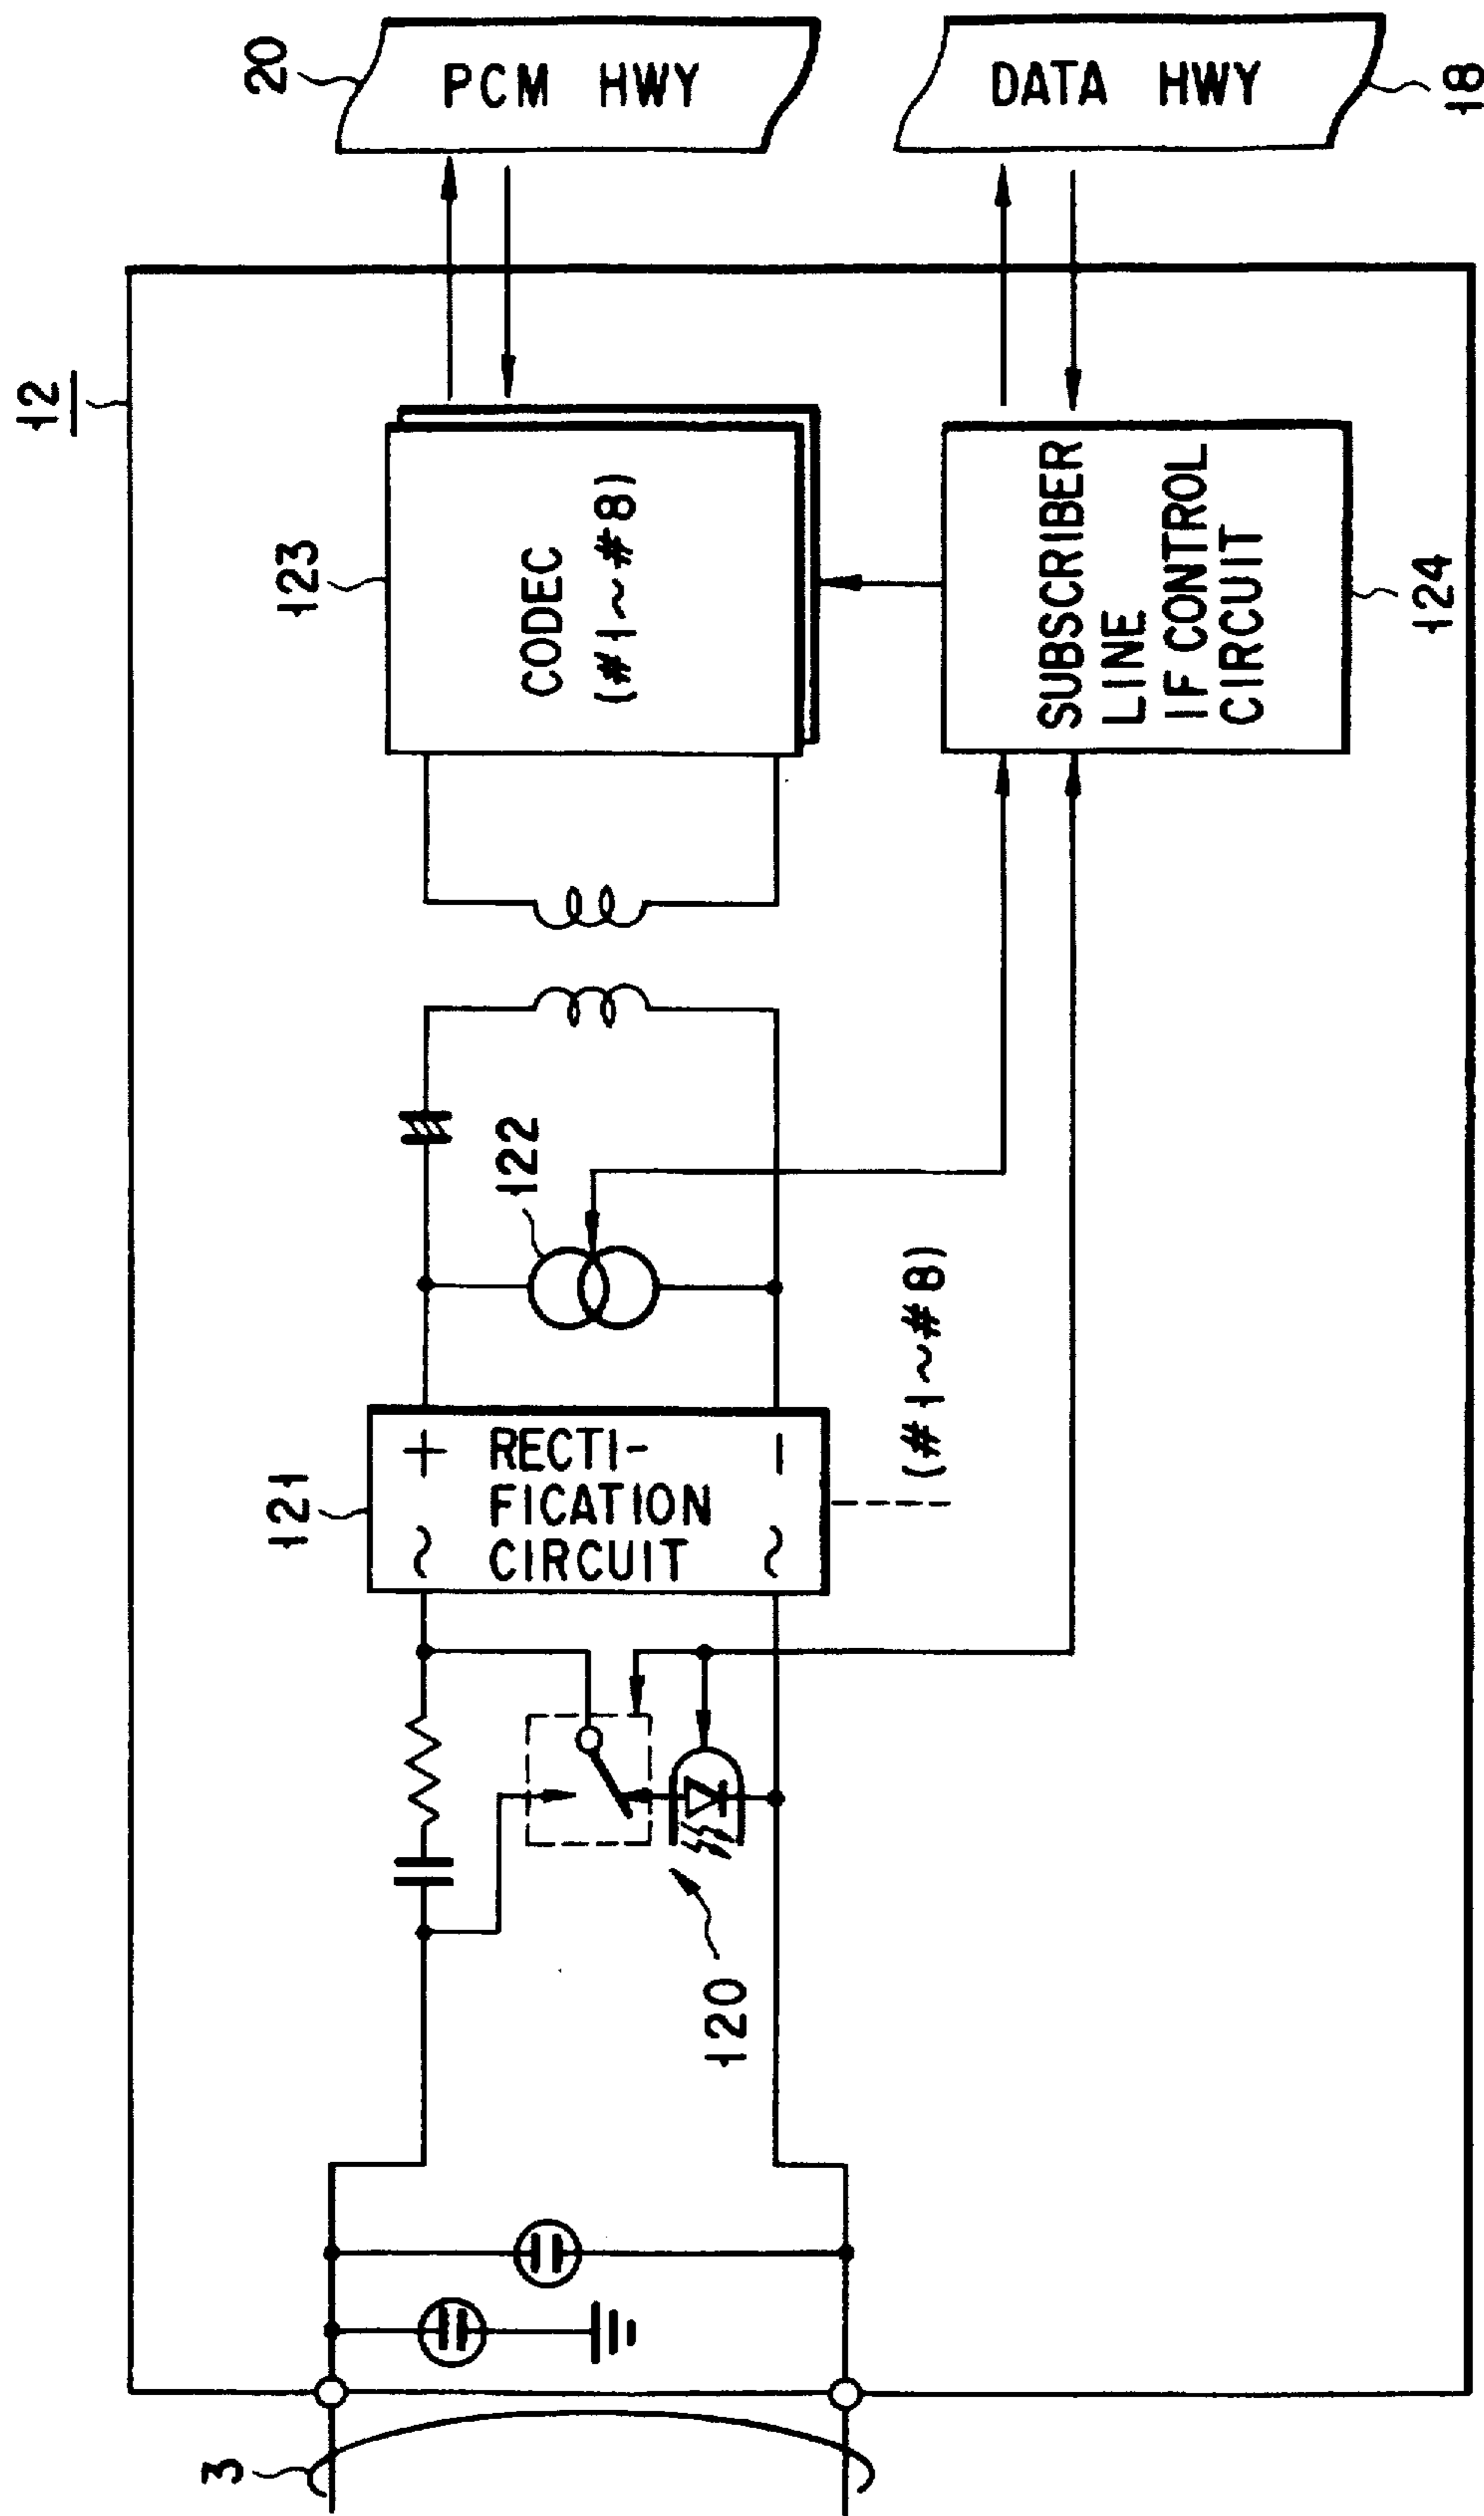 12
20
PCM HWY
DATA HWY
18
123
CODEC
(#1~#8)
SUBSCRIBER
LINE
IF CONTROL
CIRCUIT
124
122
121
+
RECTI-
FICATION
CIRCUIT
−
~
~
(#1~#8)
120
3